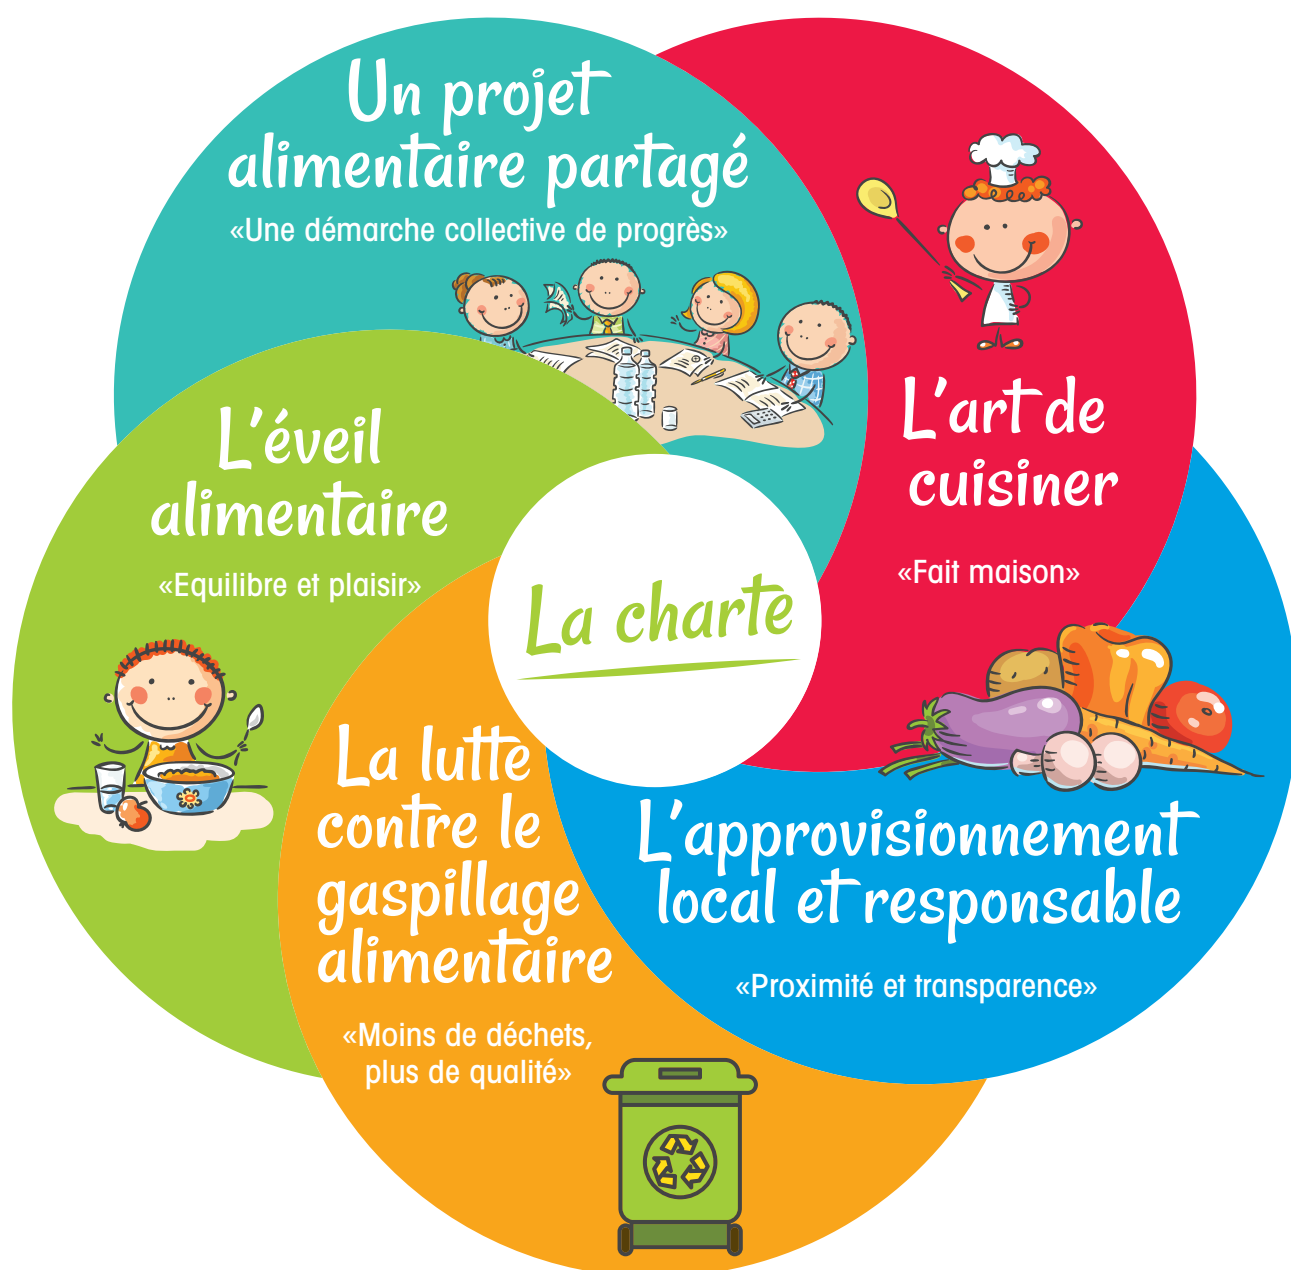 Un projet
alimentaire partagé
«Une démarche collective de progrès»
L'art de
cuisiner
«Fait maison»
L'éveil
alimentaire
«Equilibre et plaisir»
La charte
La lutte
contre le
gaspillage
alimentaire
«Moins de déchets,
plus de qualité»
L'approvisionnement
local et responsable
«Proximité et transparence»